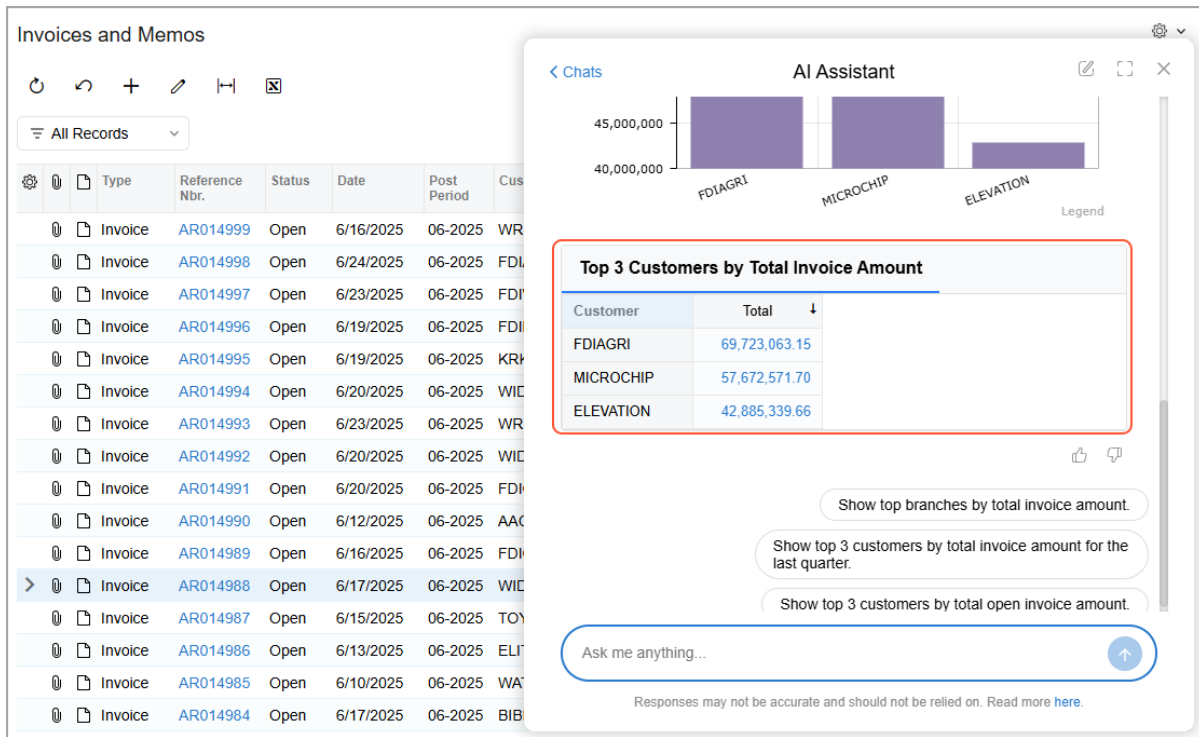 Invoices and Memos
All Records
Type Reference Nbr. Status Date Post Period Cus
Invoice AR014999 Open 6/16/2025 06-2025 WR
Invoice AR014998 Open 6/24/2025 06-2025 FDI
Invoice AR014997 Open 6/23/2025 06-2025 FDI
Invoice AR014996 Open 6/19/2025 06-2025 FDI
Invoice AR014995 Open 6/19/2025 06-2025 KRK
Invoice AR014994 Open 6/20/2025 06-2025 WID
Invoice AR014993 Open 6/23/2025 06-2025 WR
Invoice AR014992 Open 6/20/2025 06-2025 WID
Invoice AR014991 Open 6/20/2025 06-2025 FDI
Invoice AR014990 Open 6/12/2025 06-2025 AAC
Invoice AR014989 Open 6/16/2025 06-2025 FDI
Invoice AR014988 Open 6/17/2025 06-2025 WID
Invoice AR014987 Open 6/15/2025 06-2025 TOY
Invoice AR014986 Open 6/13/2025 06-2025 ELI
Invoice AR014985 Open 6/10/2025 06-2025 WA
Invoice AR014984 Open 6/17/2025 06-2025 BIB
Chats
AI Assistant
45,000,000
40,000,000
FDIAGRI MICROCHIP ELEVATION
Legend
Top 3 Customers by Total Invoice Amount
Customer Total
FDIAGRI 69,723,063.15
MICROCHIP 57,672,571.70
ELEVATION 42,885,339.66
Show top branches by total invoice amount.
Show top 3 customers by total invoice amount for the
last quarter.
Show top 3 customers by total open invoice amount.
Ask me anything...
Responses may not be accurate and should not be relied on. Read more here.